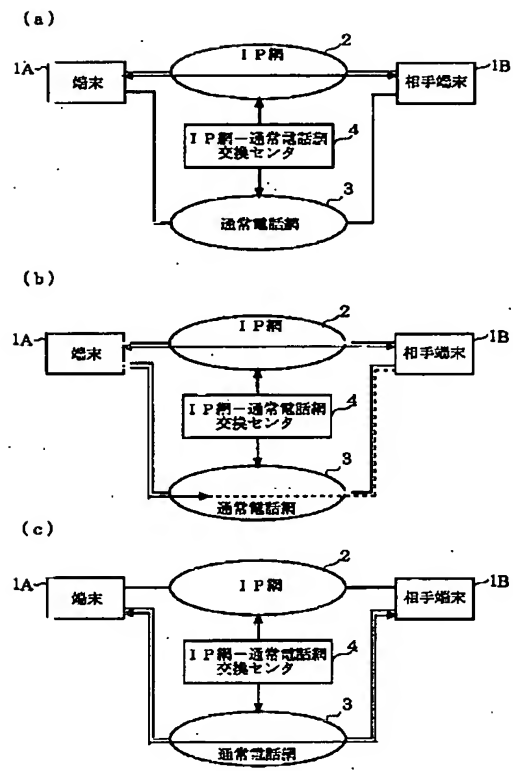 (a)
2
1A
端末
IP網
1B
相手端末
4
IP網－通常電話網
交換センタ
3
通常電話網
(b)
2
1A
端末
IP網
1B
相手端末
4
IP網－通常電話網
交換センタ
3
通常電話網
(c)
2
1A
端末
IP網
1B
相手端末
4
IP網－通常電話網
交換センタ
3
通常電話網